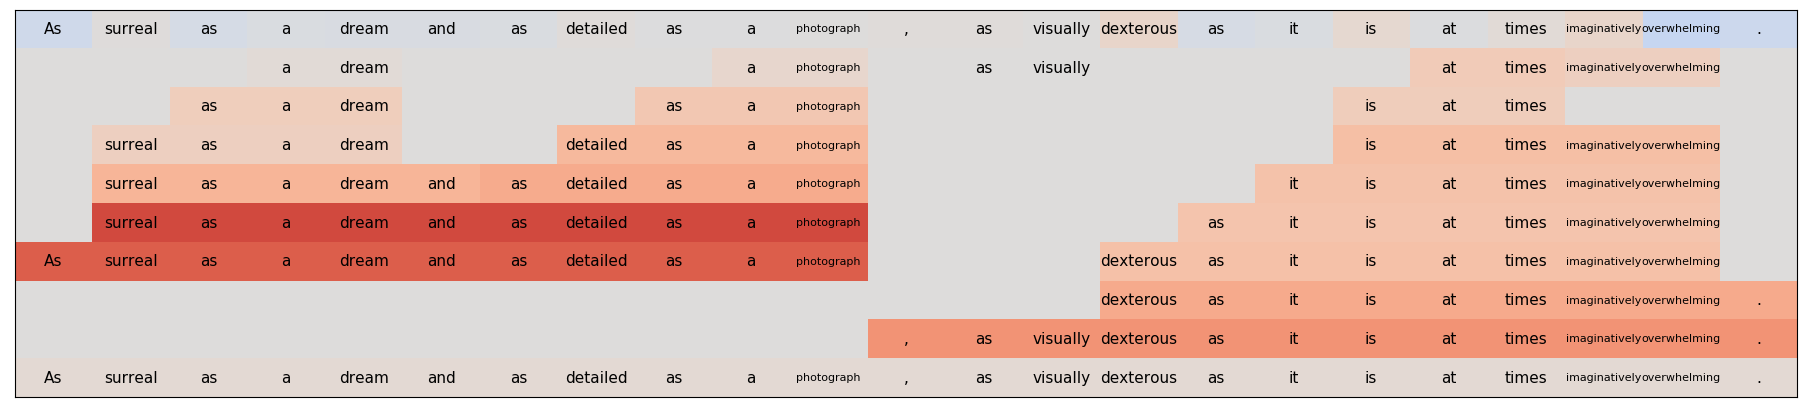 As surreal as a dream and as detailed as a photograph , as visually dexterous as it is at times imaginatively overwhelming .
a dream a photograph as visually at times imaginatively overwhelming
as a dream as a photograph is at times
surreal as a dream detailed as a photograph is at times imaginatively overwhelming
surreal as a dream and as detailed as a photograph it is at times imaginatively overwhelming
surreal as a dream and as detailed as a photograph as it is at times imaginatively overwhelming
As surreal as a dream and as detailed as a photograph dexterous as it is at times imaginatively overwhelming
dexterous as it is at times imaginatively overwhelming .
, as visually dexterous as it is at times imaginatively overwhelming .
As surreal as a dream and as detailed as a photograph , as visually dexterous as it is at times imaginatively overwhelming .